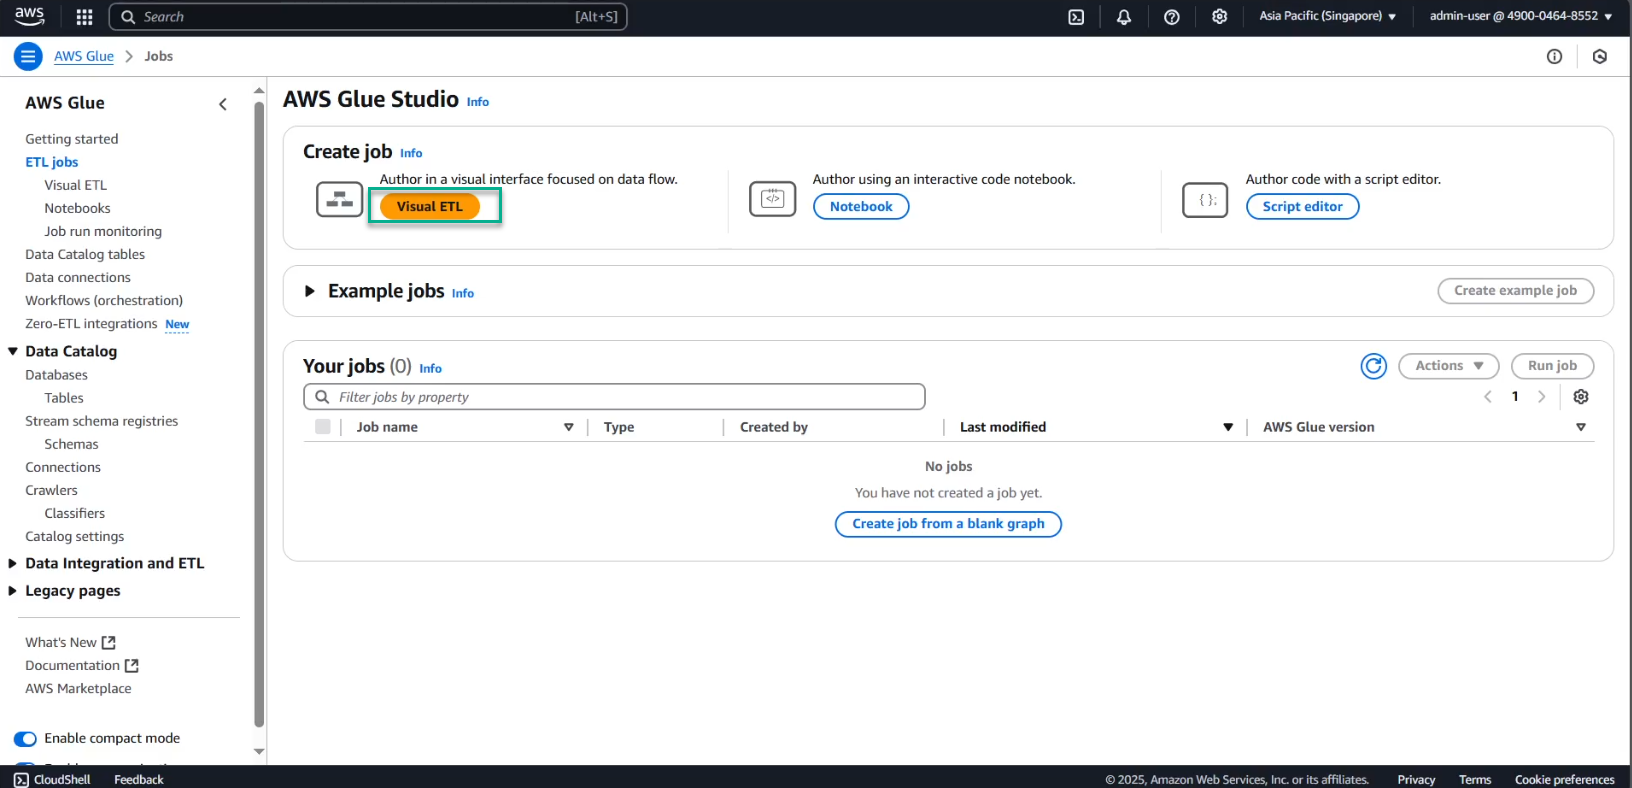 aws
Search
[Alt+S]
Asia Pacific (Singapore)
admin-user @ 4900-0464-8552
AWS Glue
Jobs
AWS Glue
Getting started
ETL jobs
Visual ETL
Notebooks
Job run monitoring
Data Catalog tables
Data connections
Workflows (orchestration)
Zero-ETL integrations New
Data Catalog
Databases
Tables
Stream schema registries
Schemas
Connections
Crawlers
Classifiers
Catalog settings
Data Integration and ETL
Legacy pages
What's New
Documentation
AWS Marketplace
Enable compact mode
AWS Glue Studio Info
Create job Info
Author in a visual interface focused on data flow.
Visual ETL
Author using an interactive code notebook.
Notebook
Author code with a script editor.
Script editor
Example jobs Info
Create example job
Your jobs (0) Info
Actions
Run job
Filter jobs by property
1
Job name
Type
Created by
Last modified
AWS Glue version
No jobs
You have not created a job yet.
Create job from a blank graph
CloudShell
Feedback
© 2025, Amazon Web Services, Inc. or its affiliates.
Privacy
Terms
Cookie preferences